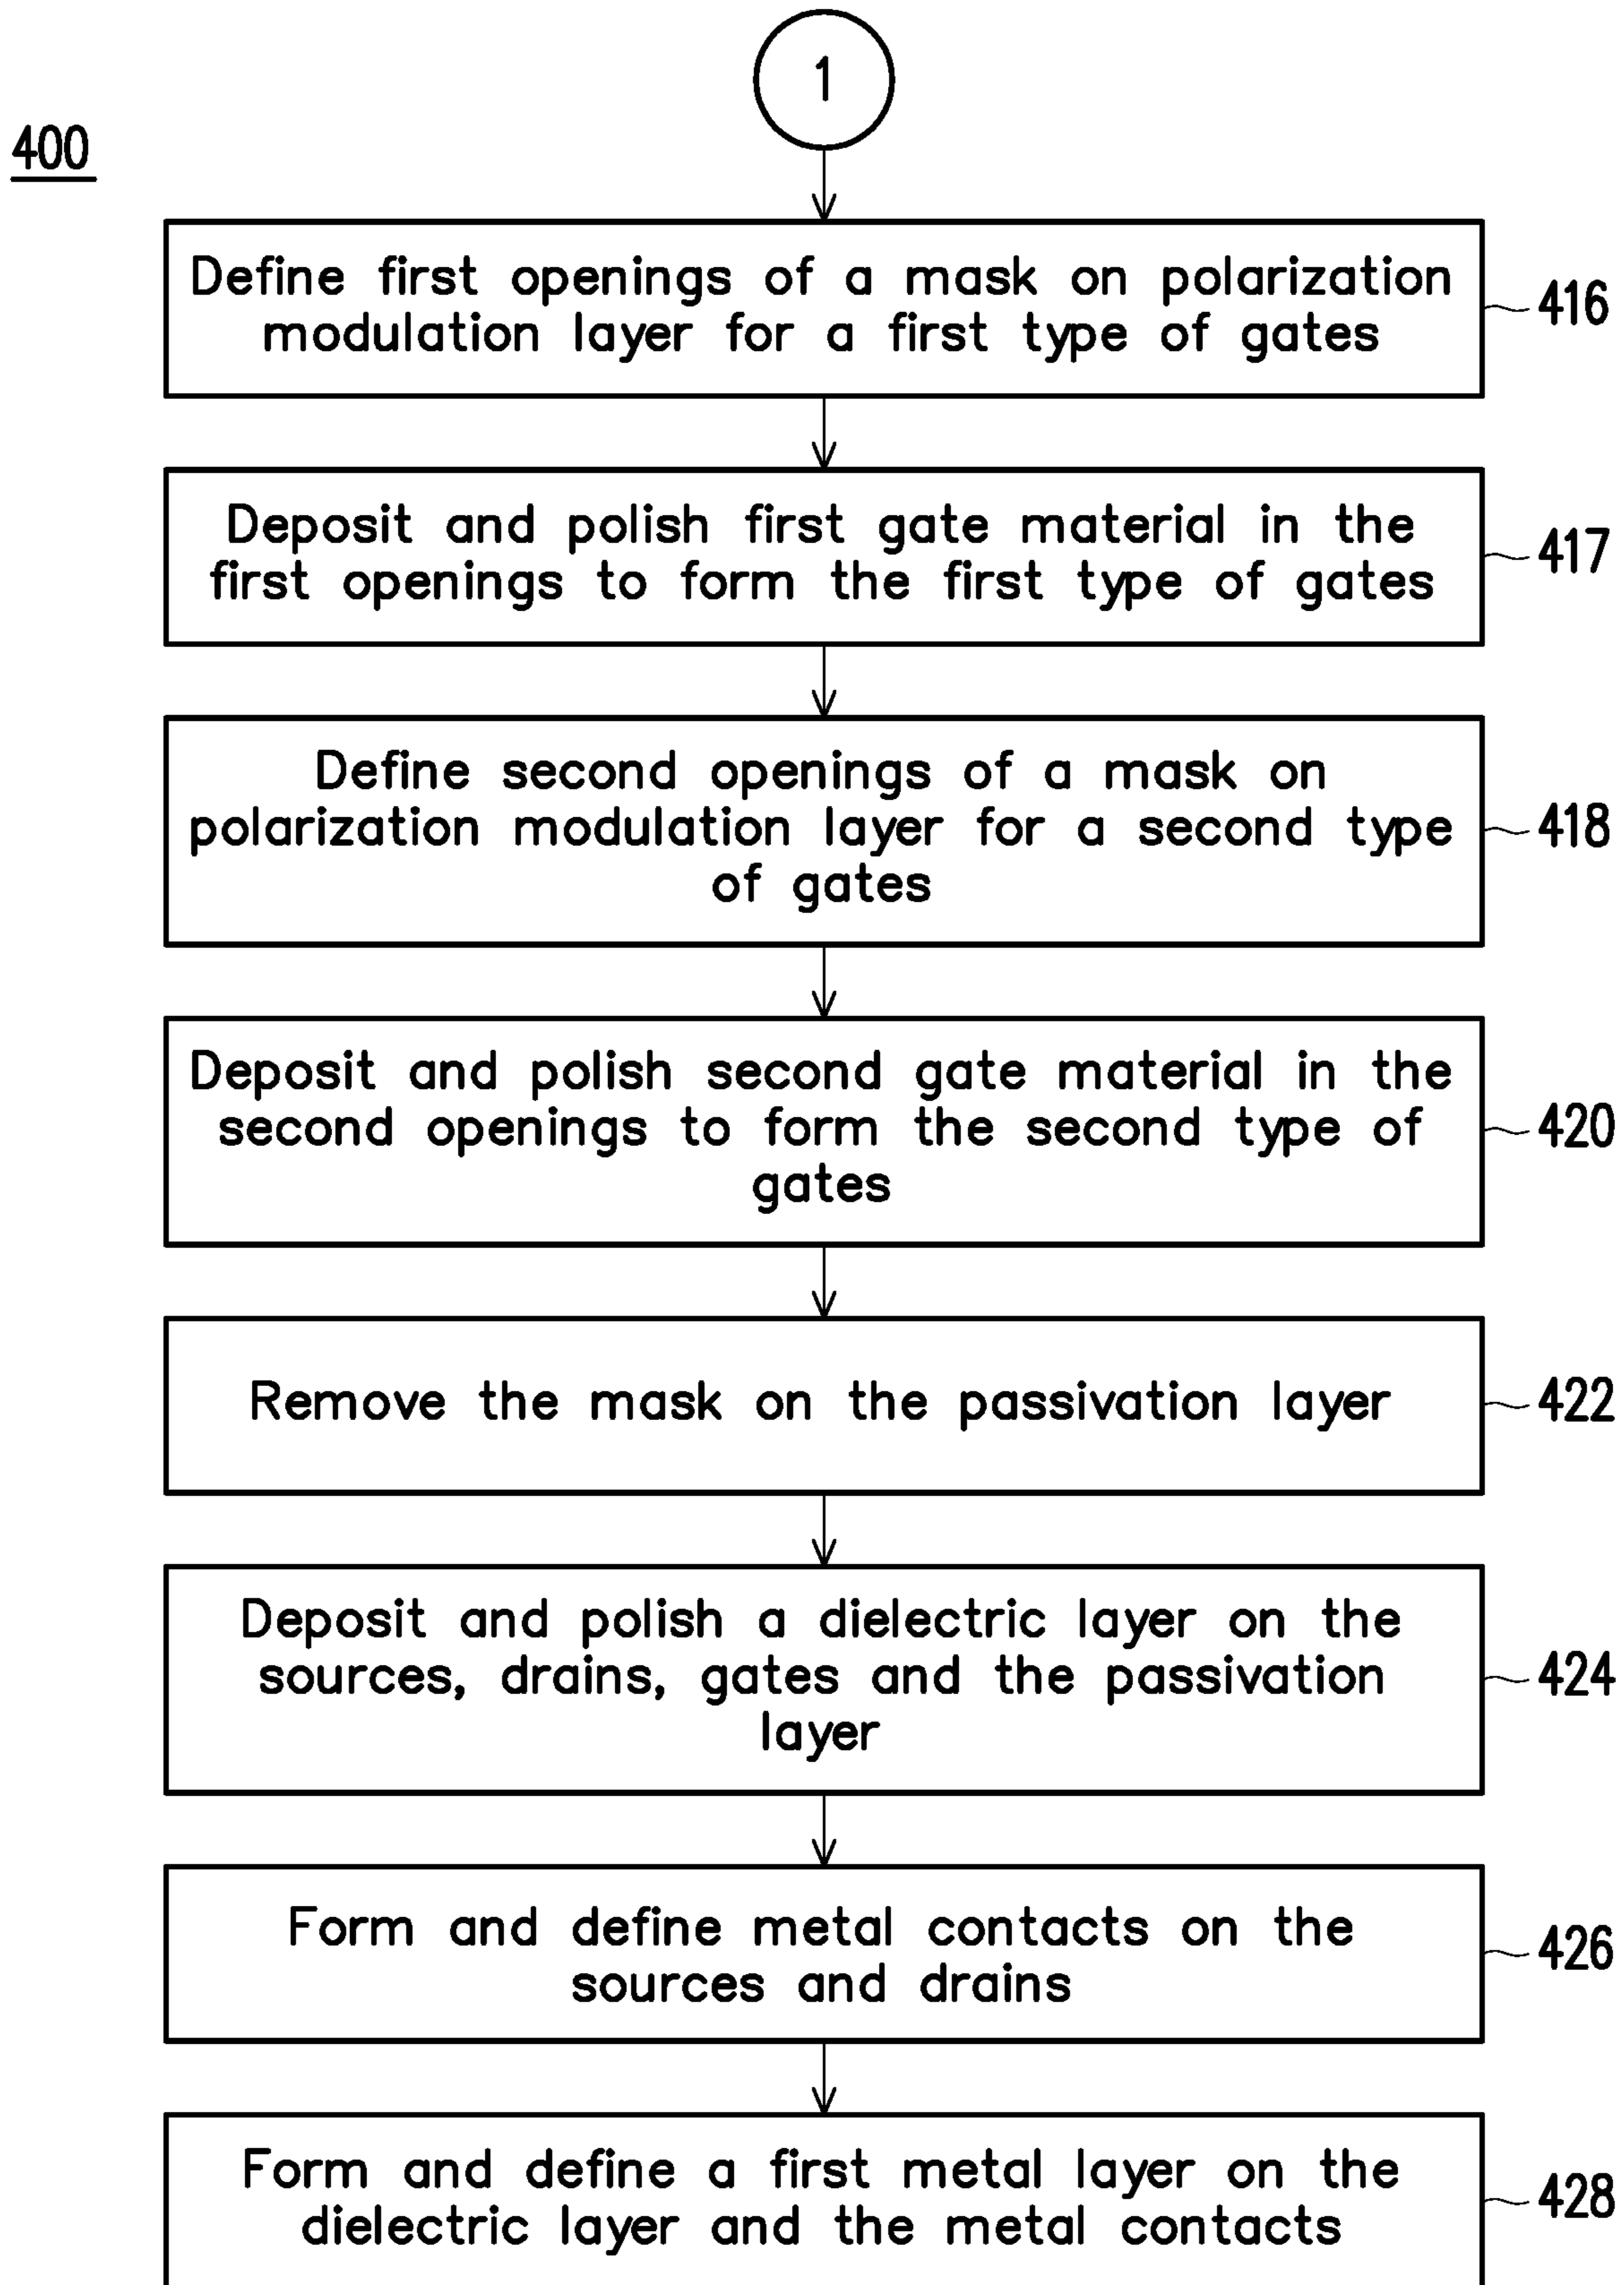 1
400
Define first openings of a mask on polarization
modulation layer for a first type of gates
416
Deposit and polish first gate material in the
first openings to form the first type of gates
417
Define second openings of a mask on
polarization modulation layer for a second type
of gates
418
Deposit and polish second gate material in the
second openings to form the second type of
gates
420
Remove the mask on the passivation layer
422
Deposit and polish a dielectric layer on the
sources, drains, gates and the passivation
layer
424
Form and define metal contacts on the
sources and drains
426
Form and define a first metal layer on the
dielectric layer and the metal contacts
428